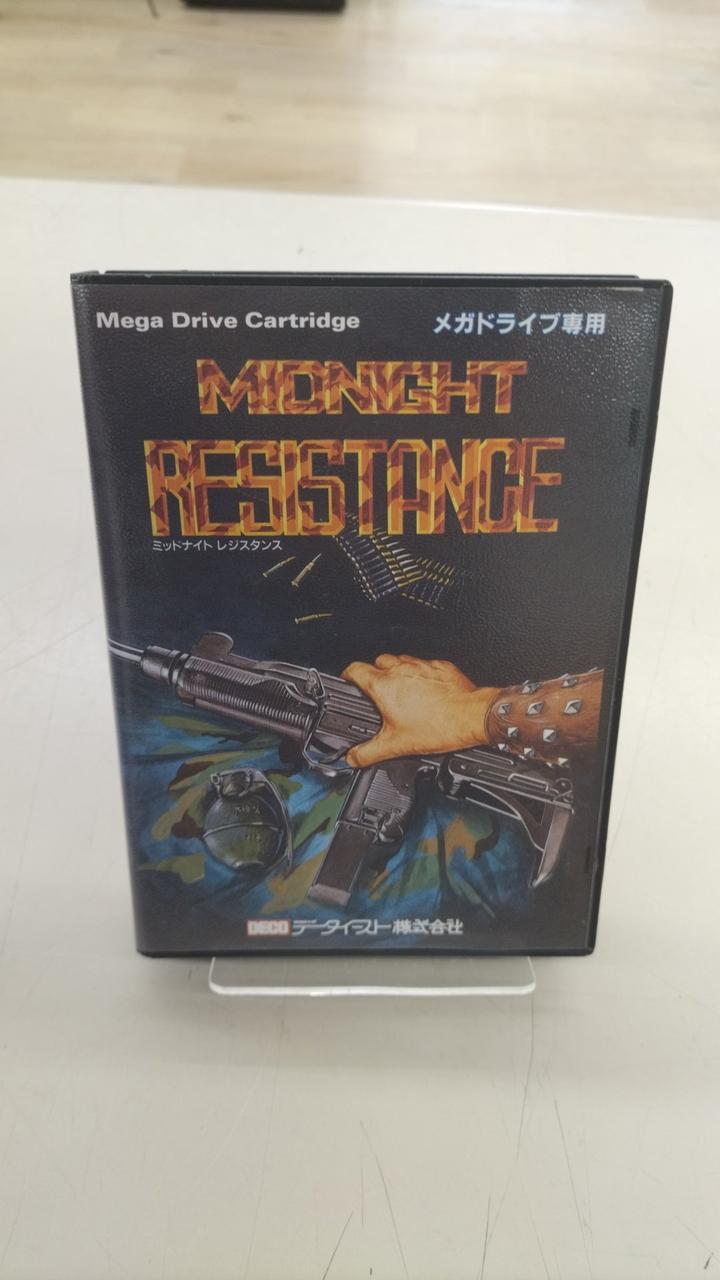 Mega Drive Cartridge メガドライブ専用
MIDNIGHT
RESISTANCE
ミッドナイト レジスタンス
DECO データイースト株式会社